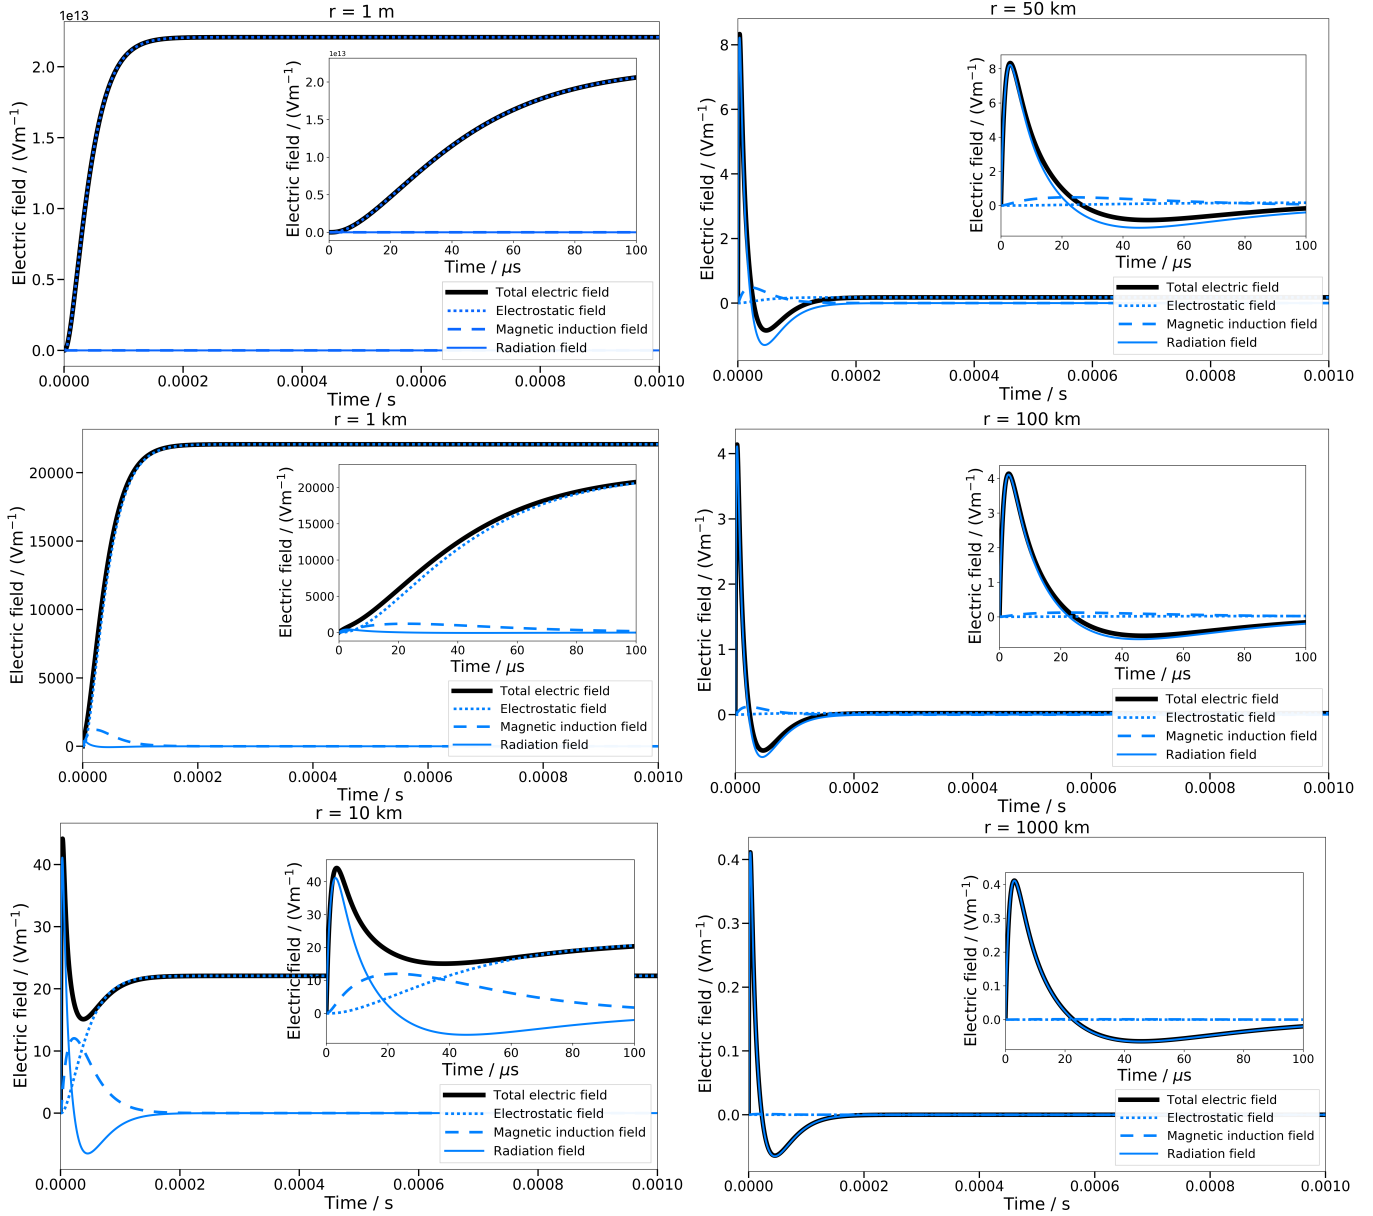 r = 1 m
1e13
Electric field / (Vm⁻¹)
2.0
1.5
1.0
0.5
0.0
0.0000 0.0002 0.0004 0.0006 0.0008 0.0010
Time / s
1e13
Electric field / (Vm⁻¹)
2.0
1.5
1.0
0.5
0.0
0 20 40 60 80 100
Time / μs
Total electric field
Electrostatic field
Magnetic induction field
Radiation field
r = 50 km
Electric field / (Vm⁻¹)
8
6
4
2
0
0.0000 0.0002 0.0004 0.0006 0.0008 0.0010
Time / s
Electric field / (Vm⁻¹)
8
6
4
2
0
0 20 40 60 80 100
Time / μs
Total electric field
Electrostatic field
Magnetic induction field
Radiation field
r = 1 km
Electric field / (Vm⁻¹)
20000
15000
10000
5000
0
0.0000 0.0002 0.0004 0.0006 0.0008 0.0010
Time / s
Electric field / (Vm⁻¹)
20000
15000
10000
5000
0
0 20 40 60 80 100
Time / μs
Total electric field
Electrostatic field
Magnetic induction field
Radiation field
r = 100 km
Electric field / (Vm⁻¹)
4
3
2
1
0
0.0000 0.0002 0.0004 0.0006 0.0008 0.0010
Time / s
Electric field / (Vm⁻¹)
4
3
2
1
0
0 20 40 60 80 100
Time / μs
Total electric field
Electrostatic field
Magnetic induction field
Radiation field
r = 10 km
Electric field / (Vm⁻¹)
40
30
20
10
0
0.0000 0.0002 0.0004 0.0006 0.0008 0.0010
Time / s
Electric field / (Vm⁻¹)
40
30
20
10
0
0 20 40 60 80 100
Time / μs
Total electric field
Electrostatic field
Magnetic induction field
Radiation field
r = 1000 km
Electric field / (Vm⁻¹)
0.4
0.3
0.2
0.1
0.0
0.0000 0.0002 0.0004 0.0006 0.0008 0.0010
Time / s
Electric field / (Vm⁻¹)
0.4
0.3
0.2
0.1
0.0
0 20 40 60 80 100
Time / μs
Total electric field
Electrostatic field
Magnetic induction field
Radiation field